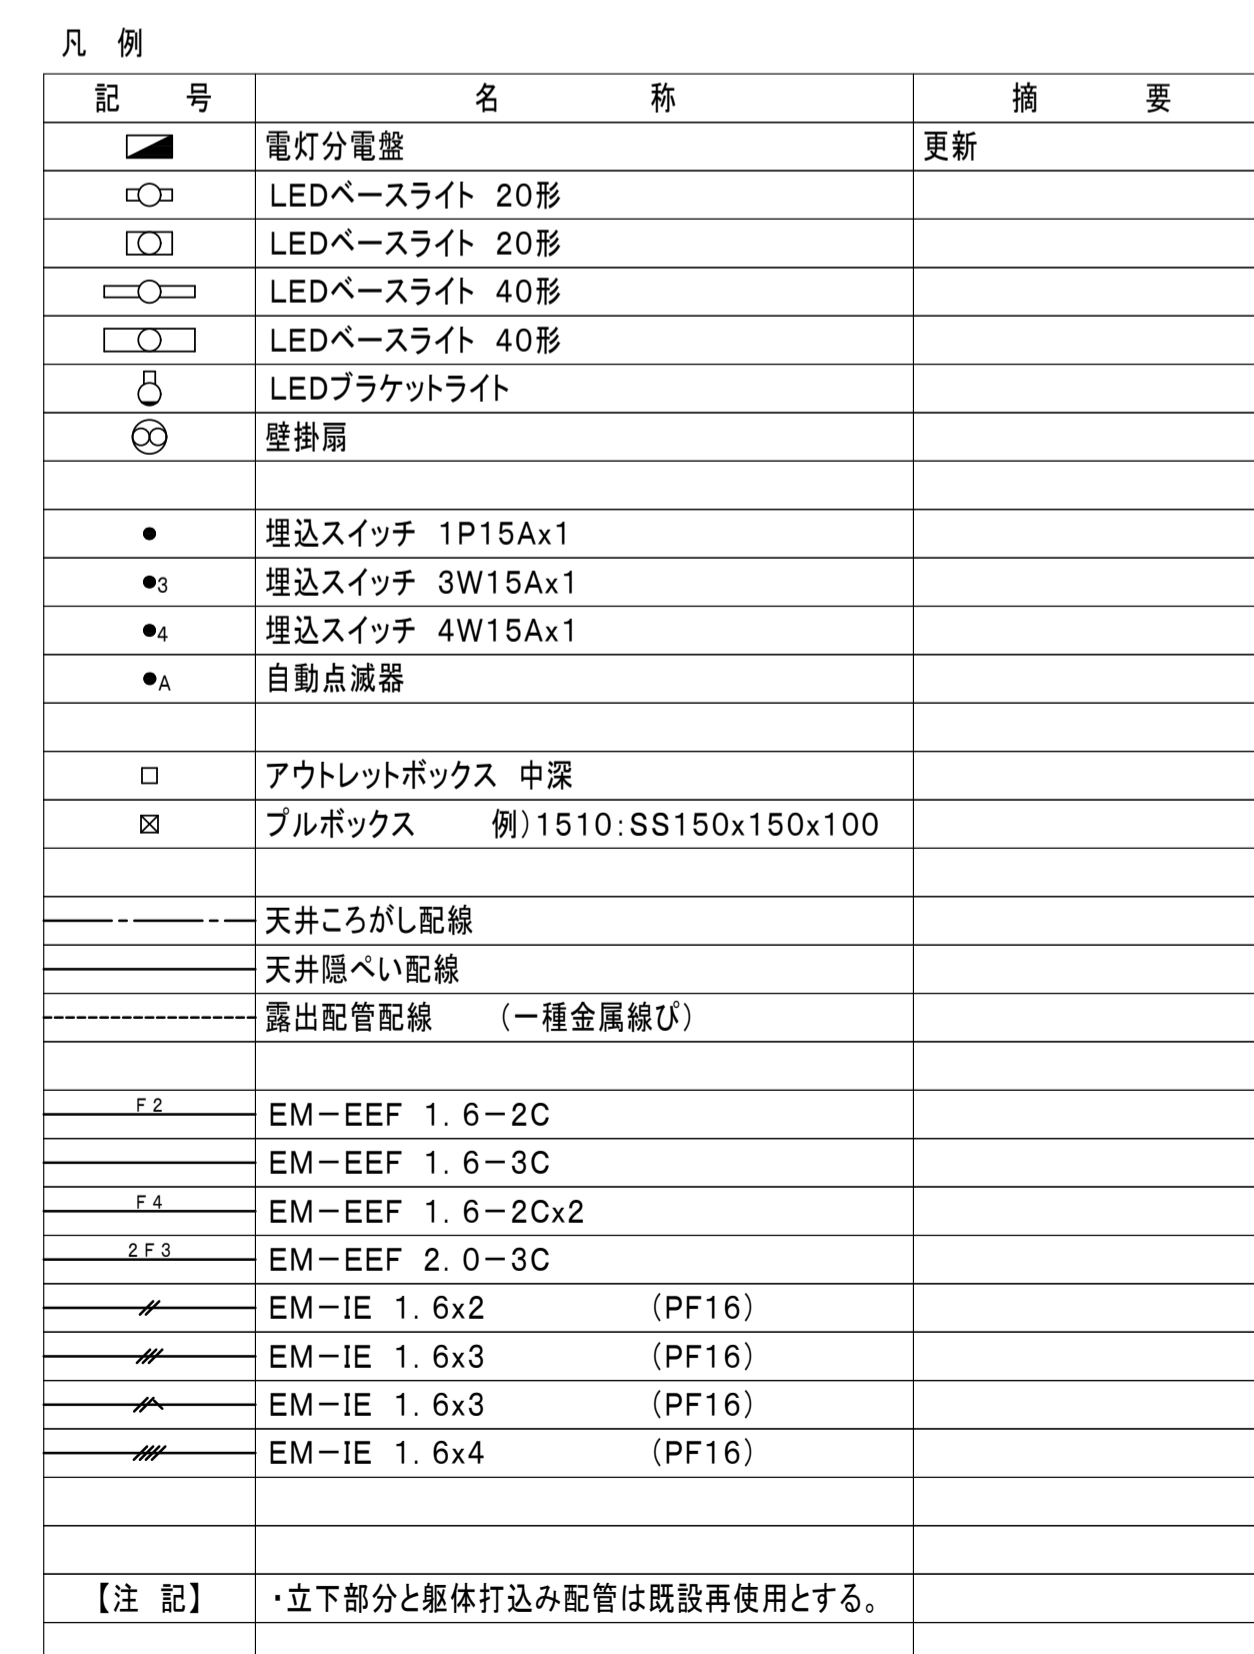 凡　例
記　号　名　称　摘　要
電灯分電盤　更新
LEDベースライト　20形
LEDベースライト　20形
LEDベースライト　40形
LEDベースライト　40形
LEDブラケットライト
壁掛扇
埋込スイッチ　1P15Ax1
3　埋込スイッチ　3W15Ax1
4　埋込スイッチ　4W15Ax1
A　自動点滅器
アウトレットボックス　中深
プルボックス　例)1510:SS150x150x100
天井ころがし配線
天井隠ぺい配線
露出配管配線　(一種金属線ぴ)
F2　EM－EEF　1.6－2C
EM－EEF　1.6－3C
F4　EM－EEF　1.6－2Cx2
2F3　EM－EEF　2.0－3C
EM－IE　1.6x2　(PF16)
EM－IE　1.6x3　(PF16)
EM－IE　1.6x3　(PF16)
EM－IE　1.6x4　(PF16)
【注　記】　・立下部分と躯体打込み配管は既設再使用とする。